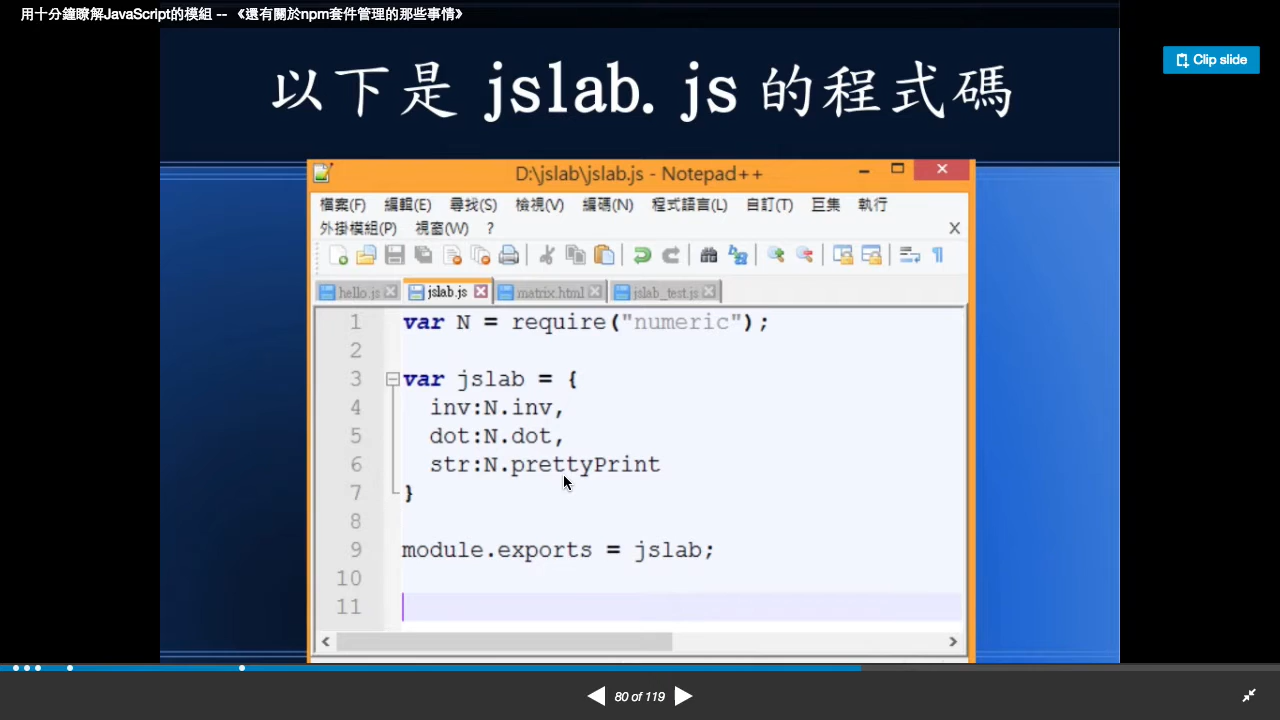 用十分鐘瞭解JavaScript的模組 -- 《還有關於npm套件管理的那些事情》
Clip slide
以下是 jslab.js 的程式碼
D:\jslab\jslab.js - Notepad++
檔案(F) 編輯(E) 尋找(S) 檢視(V) 編碼(N) 程式語言(L) 自訂(T) 巨集 執行
外掛模組(P) 視窗(W) ? X
hello.js jslab.js matrix.html jslab_test.js
1 var N = require("numeric");
2
3 var jslab = {
4 inv:N.inv,
5 dot:N.dot,
6 str:N.prettyPrint
7 }
8
9 module.exports = jslab;
10
11
80 of 119